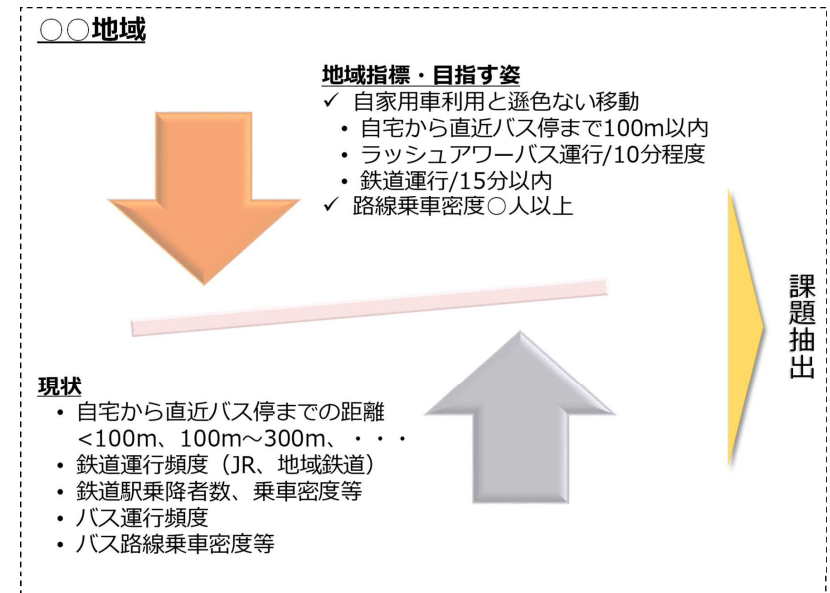 ○○地域
地域指標・目指す姿
✓ 自家用車利用と遜色ない移動
• 自宅から直近バス停まで100m以内
• ラッシュアワーバス運行/10分程度
• 鉄道運行/15分以内
✓ 路線乗車密度○人以上
課題抽出
現状
• 自宅から直近バス停までの距離
<100m、100m～300m、・・・
• 鉄道運行頻度（JR、地域鉄道）
• 鉄道駅乗降者数、乗車密度等
• バス運行頻度
• バス路線乗車密度等